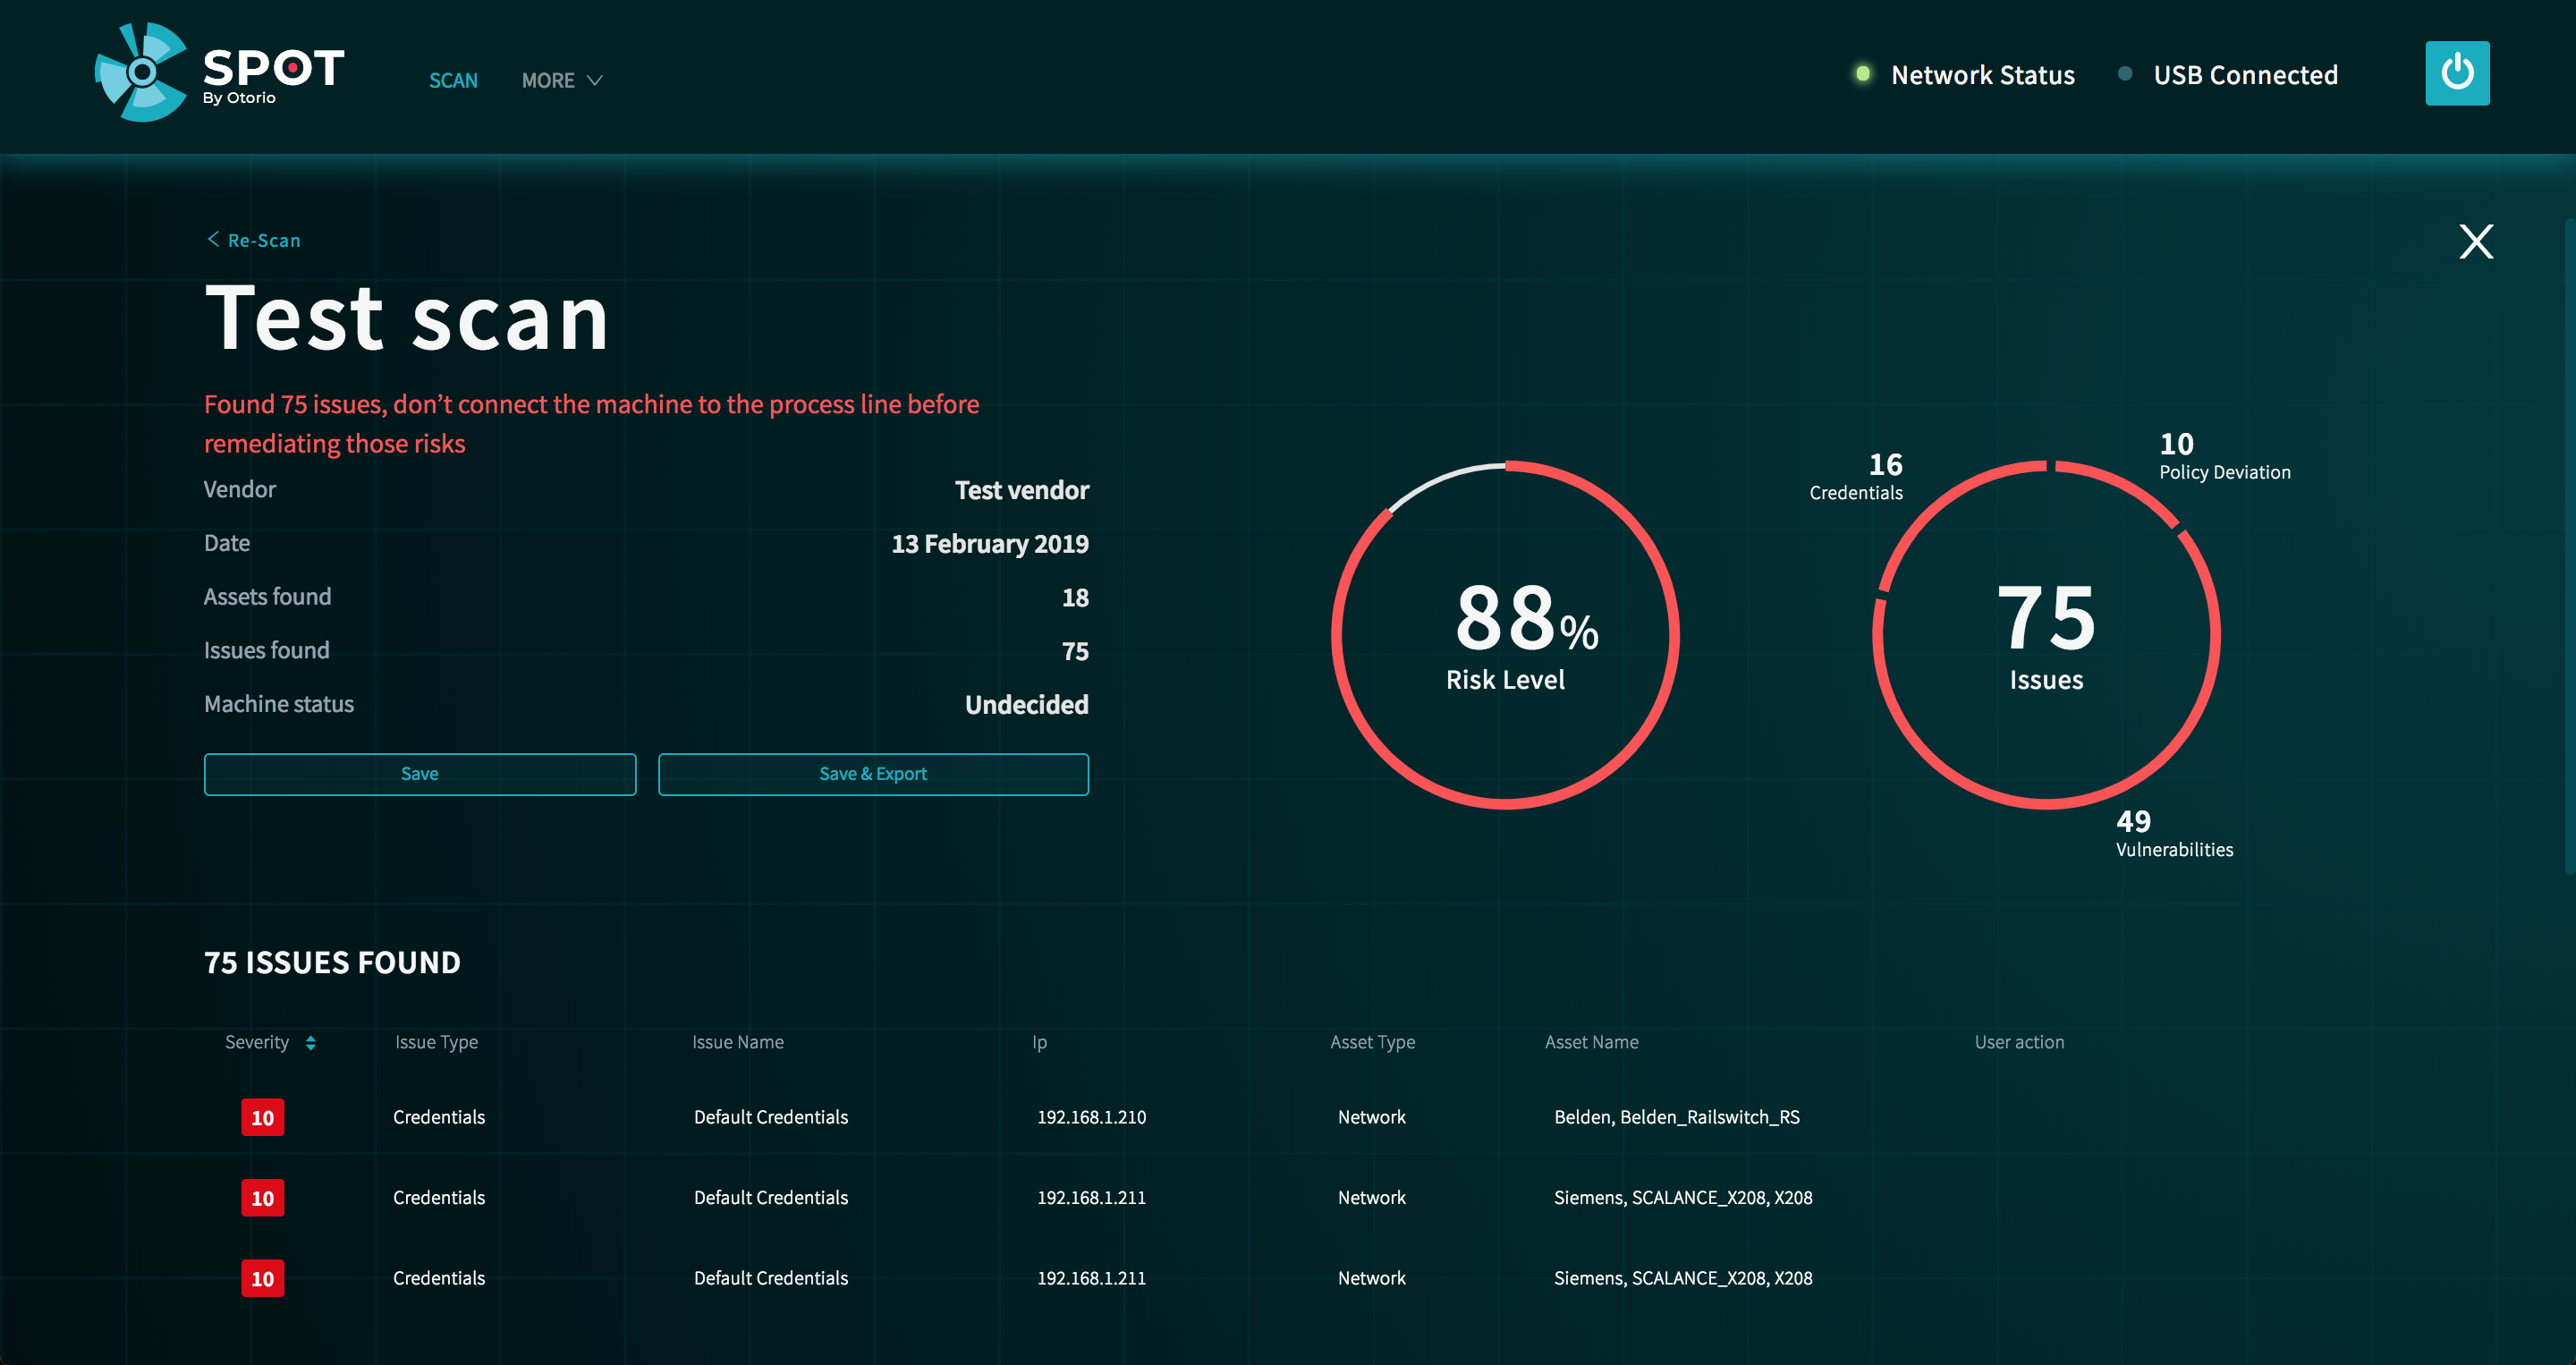 SPOT
By Otorio
SCAN
MORE
Network Status
USB Connected
Re-Scan
Test scan
Found 75 issues, don’t connect the machine to the process line before
remediating those risks
Vendor Test vendor
Date 13 February 2019
Assets found 18
Issues found 75
Machine status Undecided
Save
Save & Export
88%
Risk Level
16
Credentials
10
Policy Deviation
75
Issues
49
Vulnerabilities
75 ISSUES FOUND
Severity Issue Type Issue Name Ip Asset Type Asset Name User action
10 Credentials Default Credentials 192.168.1.210 Network Belden, Belden_Railswitch_RS
10 Credentials Default Credentials 192.168.1.211 Network Siemens, SCALANCE_X208, X208
10 Credentials Default Credentials 192.168.1.211 Network Siemens, SCALANCE_X208, X208